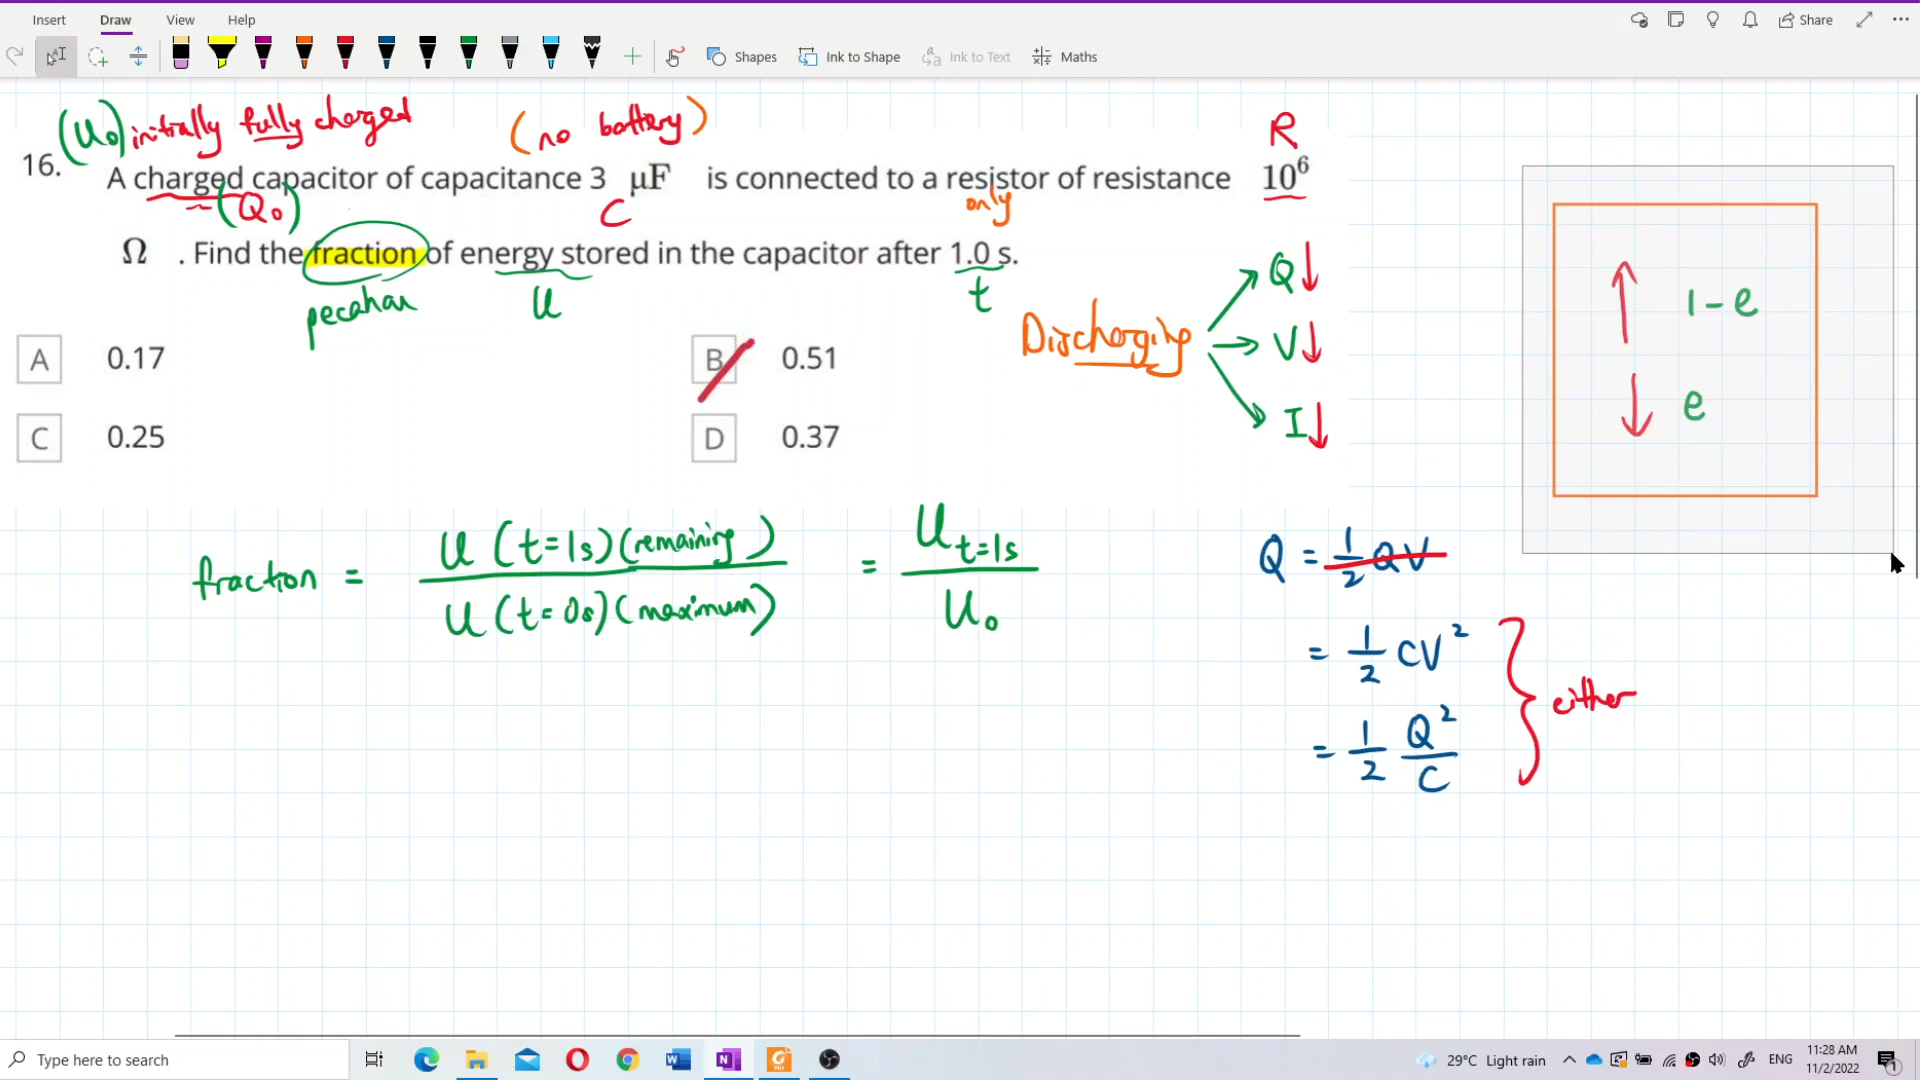 Insert Draw View Help
Share
Shapes Ink to Shape Ink to Text Maths
(U₀) initially fully charged (no battery)
R
16. A charged capacitor of capacitance 3 μF is connected to a resistor of resistance 10⁶
(Q₀) C only
Ω . Find the fraction of energy stored in the capacitor after 1.0 s.
pecahan U t
Discharging
Q↓
V↓
I↓
1 - e
e
A 0.17
B 0.51
C 0.25
D 0.37
fraction = U (t=1s) (remaining) / U (t=0s) (maximum) = U t=1s / U₀
Q = 1/2 QV
= 1/2 CV²
= 1/2 Q²/C
either
Type here to search
29°C Light rain
ENG
11:28 AM
11/2/2022
1